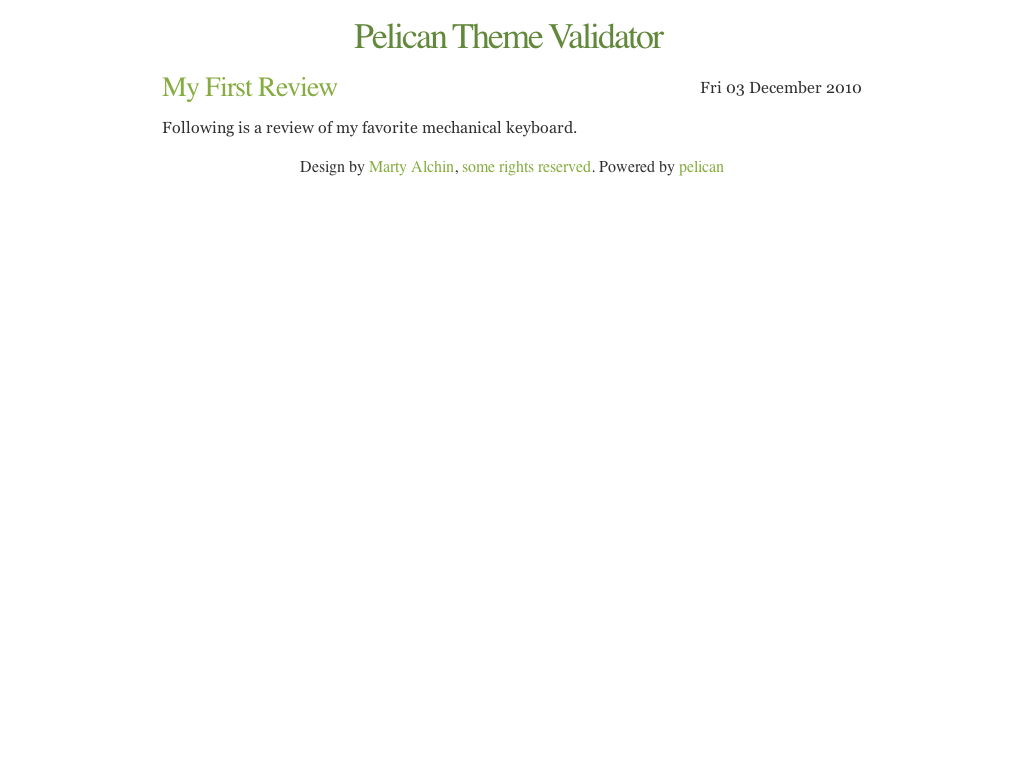 Pelican Theme Validator
My First Review
Fri 03 December 2010
Following is a review of my favorite mechanical keyboard.
Design by Marty Alchin, some rights reserved. Powered by pelican